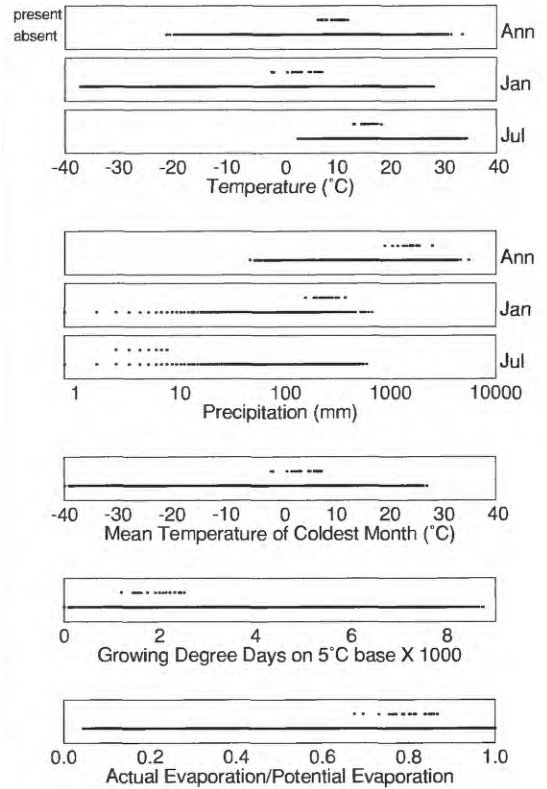 present
absent
Ann
Jan
Jul
-40 -30 -20 -10 0 10 20 30 40
Temperature (˚C)
Ann
Jan
Jul
1 10 100 1000 10000
Precipitation (mm)
-40 -30 -20 -10 0 10 20 30 40
Mean Temperature of Coldest Month (˚C)
0 2 4 6 8
Growing Degree Days on 5˚C base X 1000
0.0 0.2 0.4 0.6 0.8 1.0
Actual Evaporation/Potential Evaporation